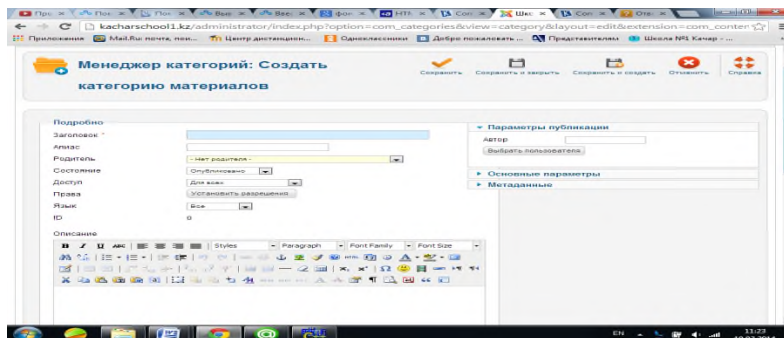 kacharschool1.kz/administrator/index.php?option=com_categories&view=category&layout=edit&extension=com_conter
Приложения Mail.Ru: почта, пои... Центр дистанцион... Одноклассники Добро пожаловать ... Представителям Школа №1 Качар - ...
Менеджер категорий: Создать
категорию материалов
Сохранить Сохранить и закрыть Сохранить и создать Отменить Справка
Подробно
Заголовок *
Алиас
Родитель - Нет родителя -
Состояние Опубликовано
Доступ Для всех
Права Установить разрешения
Язык Все
ID 0
Описание
Параметры публикации
Автор
Выбрать пользователя
Основные параметры
Метаданные
B I U ABC Styles Paragraph Font Family Font Size
HTML
EN 11:23